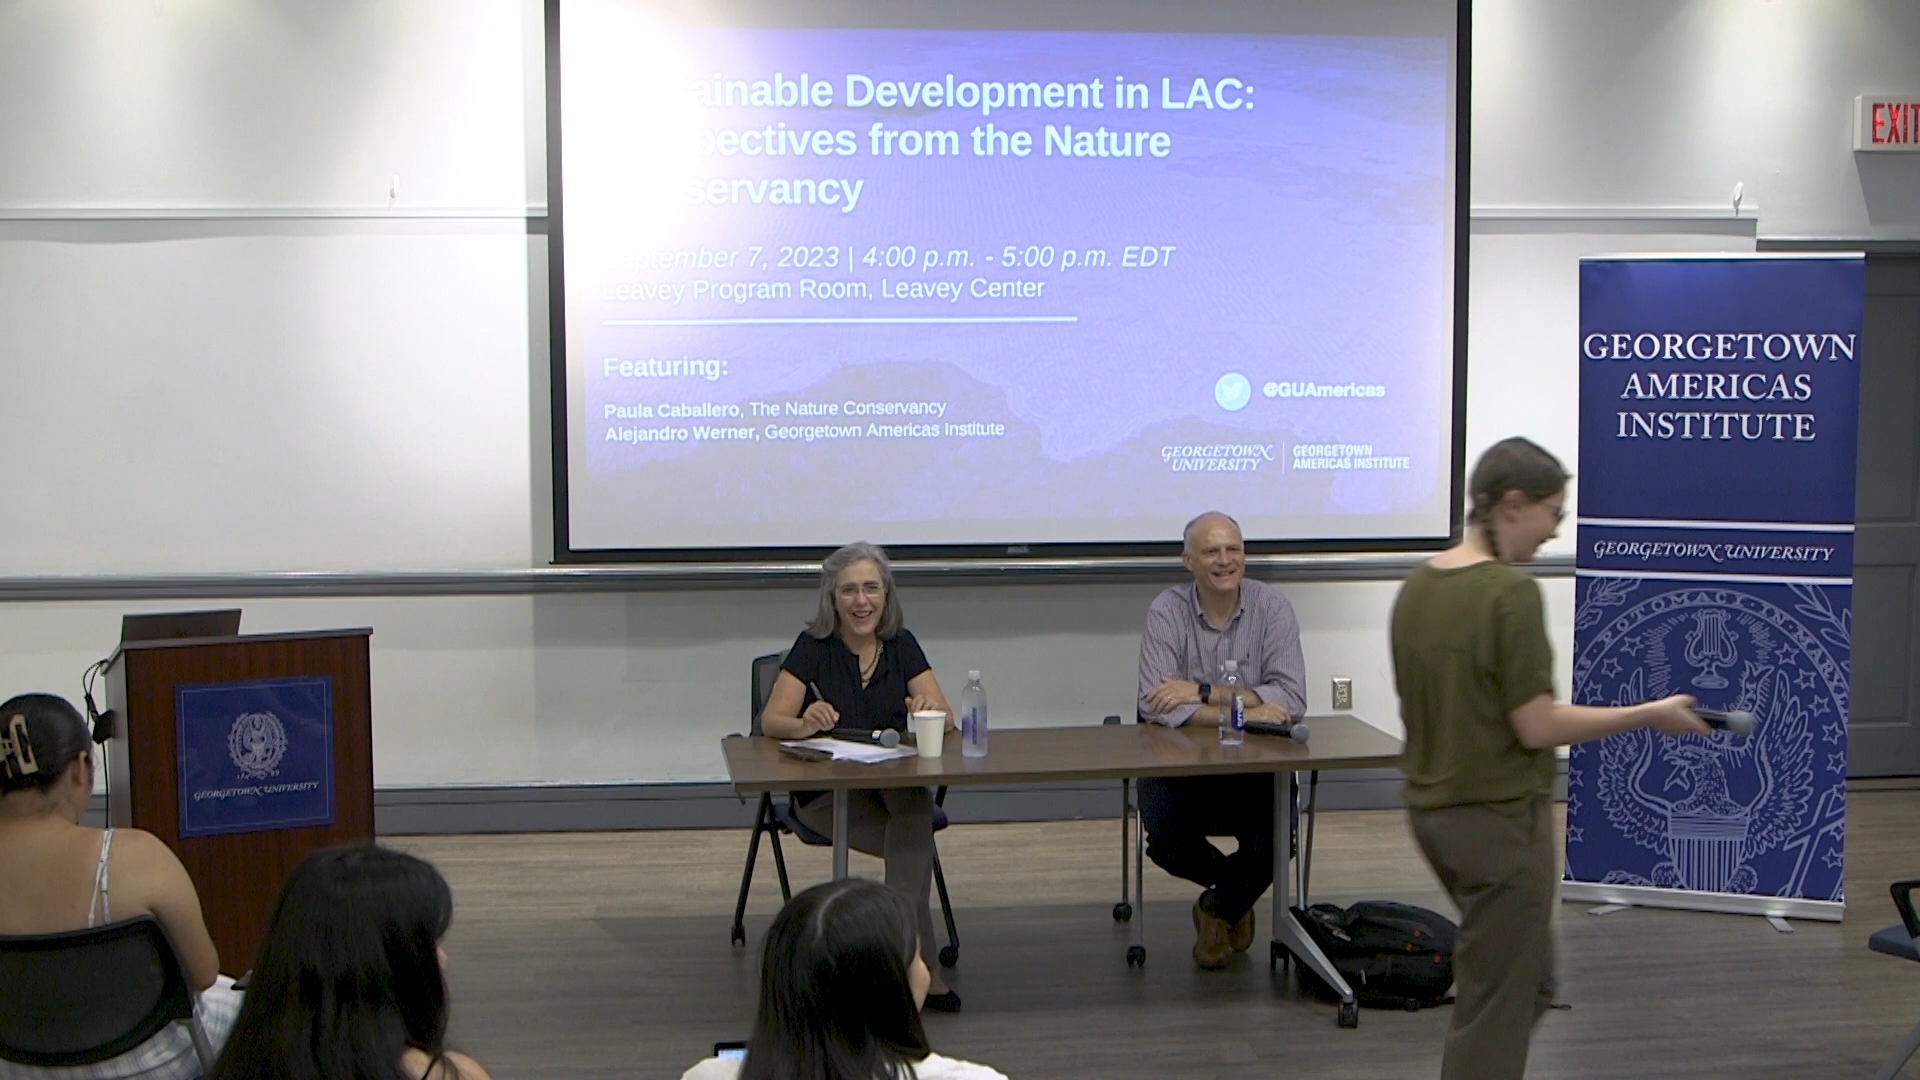 ainable Development in LAC:
pectives from the Nature
servancy
September 7, 2023 | 4:00 p.m. - 5:00 p.m. EDT
Leavey Program Room, Leavey Center
Featuring:
Paula Caballero, The Nature Conservancy
Alejandro Werner, Georgetown Americas Institute
@GUAmericas
GEORGETOWN
UNIVERSITY
GEORGETOWN
AMERICAS INSTITUTE
EXIT
GEORGETOWN
AMERICAS
INSTITUTE
GEORGETOWN UNIVERSITY
GEORGETOWN UNIVERSITY